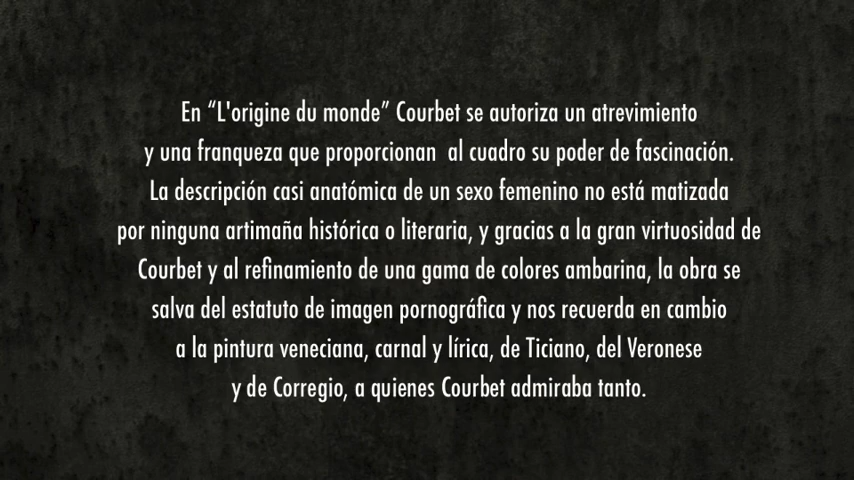 En “L'origine du monde” Courbet se autoriza un atrevimiento
y una franqueza que proporcionan al cuadro su poder de fascinación.
La descripción casi anatómica de un sexo femenino no está matizada
por ninguna artimaña histórica o literaria, y gracias a la gran virtuosidad de
Courbet y al refinamiento de una gama de colores ambarina, la obra se
salva del estatuto de imagen pornográfica y nos recuerda en cambio
a la pintura veneciana, carnal y lírica, de Ticiano, del Veronese
y de Corregio, a quienes Courbet admiraba tanto.